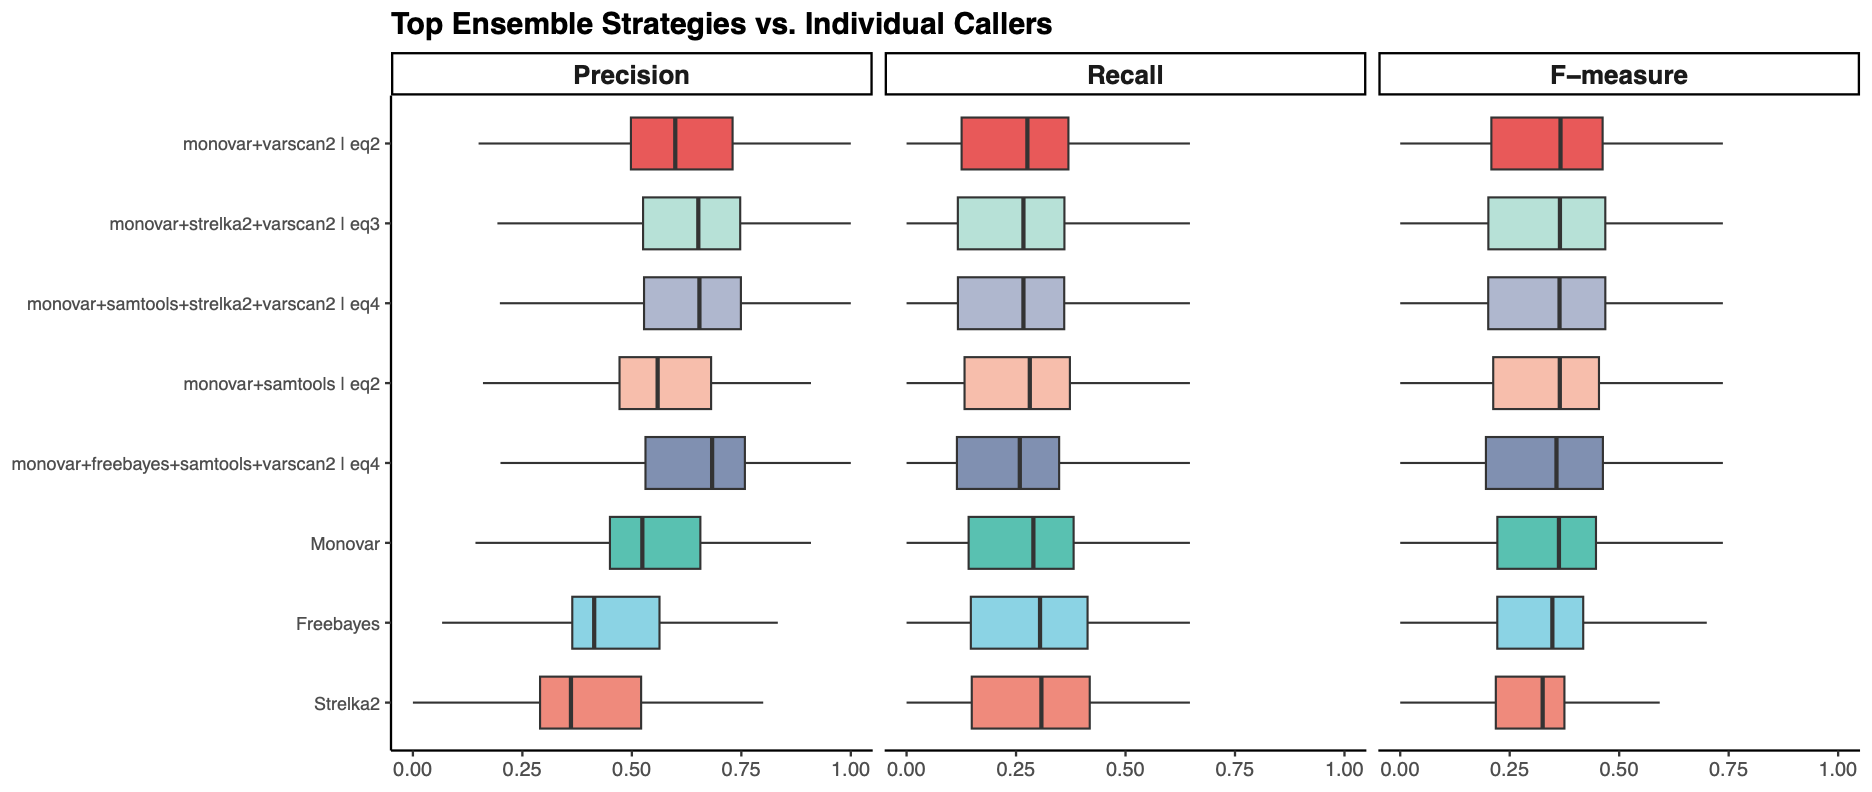 Top Ensemble Strategies vs. Individual Callers
Precision
Recall
F−measure
monovar+varscan2 | eq2
monovar+strelka2+varscan2 | eq3
monovar+samtools+strelka2+varscan2 | eq4
monovar+samtools | eq2
monovar+freebayes+samtools+varscan2 | eq4
Monovar
Freebayes
Strelka2
0.00 0.25 0.50 0.75 1.00
0.00 0.25 0.50 0.75 1.00
0.00 0.25 0.50 0.75 1.00